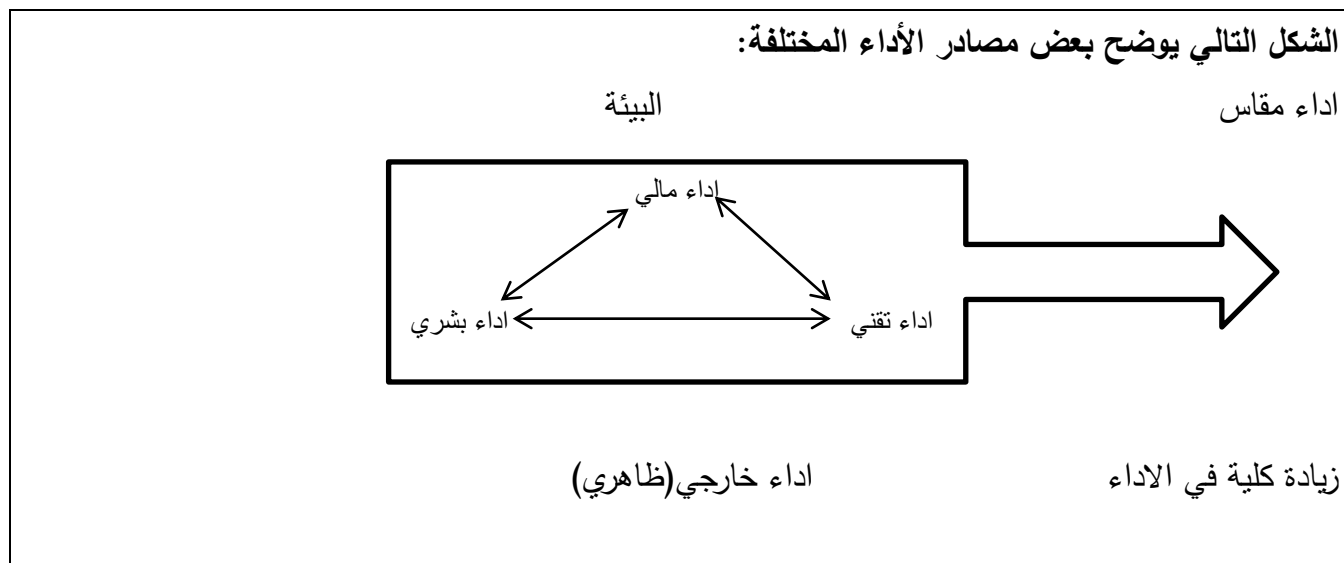 الشكل التالي يوضح بعض مصادر الأداء المختلفة:
اداء مقاس البيئة
اداء مالي
اداء تقني اداء بشري
زيادة كلية في الاداء اداء خارجي(ظاهري)